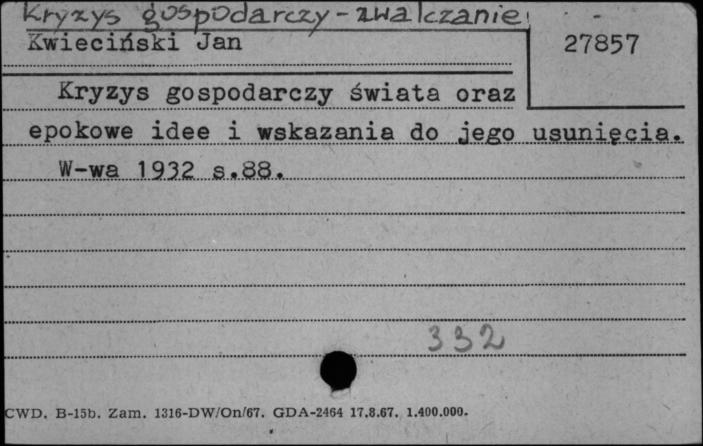 Kryzys gospodarczy - zwalczanie
Kwieciński Jan
27857
Kryzys gospodarczy świata oraz
epokowe idee i wskazania do jego usunięcia.
W-wa 1932 s.88.
332
CWD. B-15b. Zam. 1316-DW/On/67. GDA-2464 17.8.67. 1.400.000.